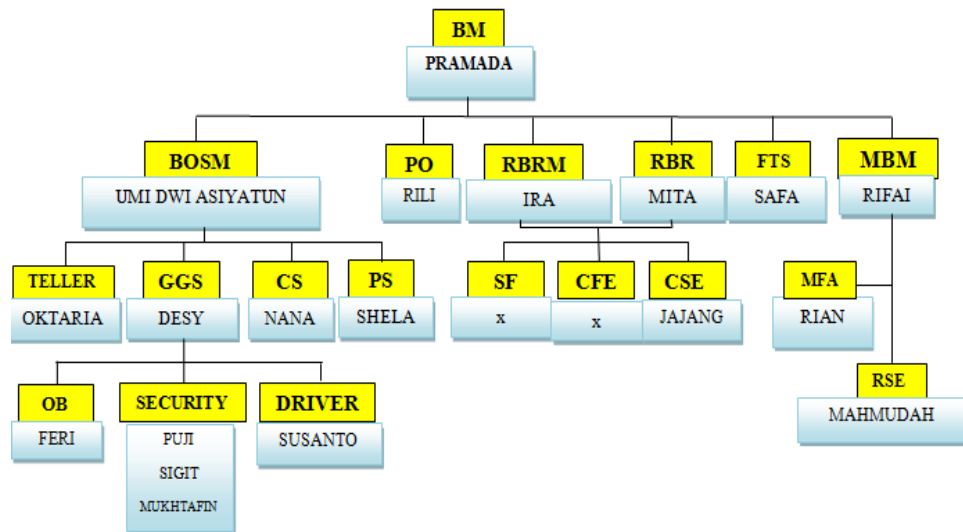 BM
PRAMADA
BOSM
UMI DWI ASIYATUN
PO
RILI
RBRM
IRA
RBR
MITA
FTS
SAFA
MBM
RIFAI
TELLER
OKTARIA
GGS
DESY
CS
NANA
PS
SHELA
SF
x
CFE
x
CSE
JAJANG
MFA
RIAN
OB
FERI
SECURITY
PUJI
SIGIT
MUKHTAFIN
DRIVER
SUSANTO
RSE
MAHMUDAH